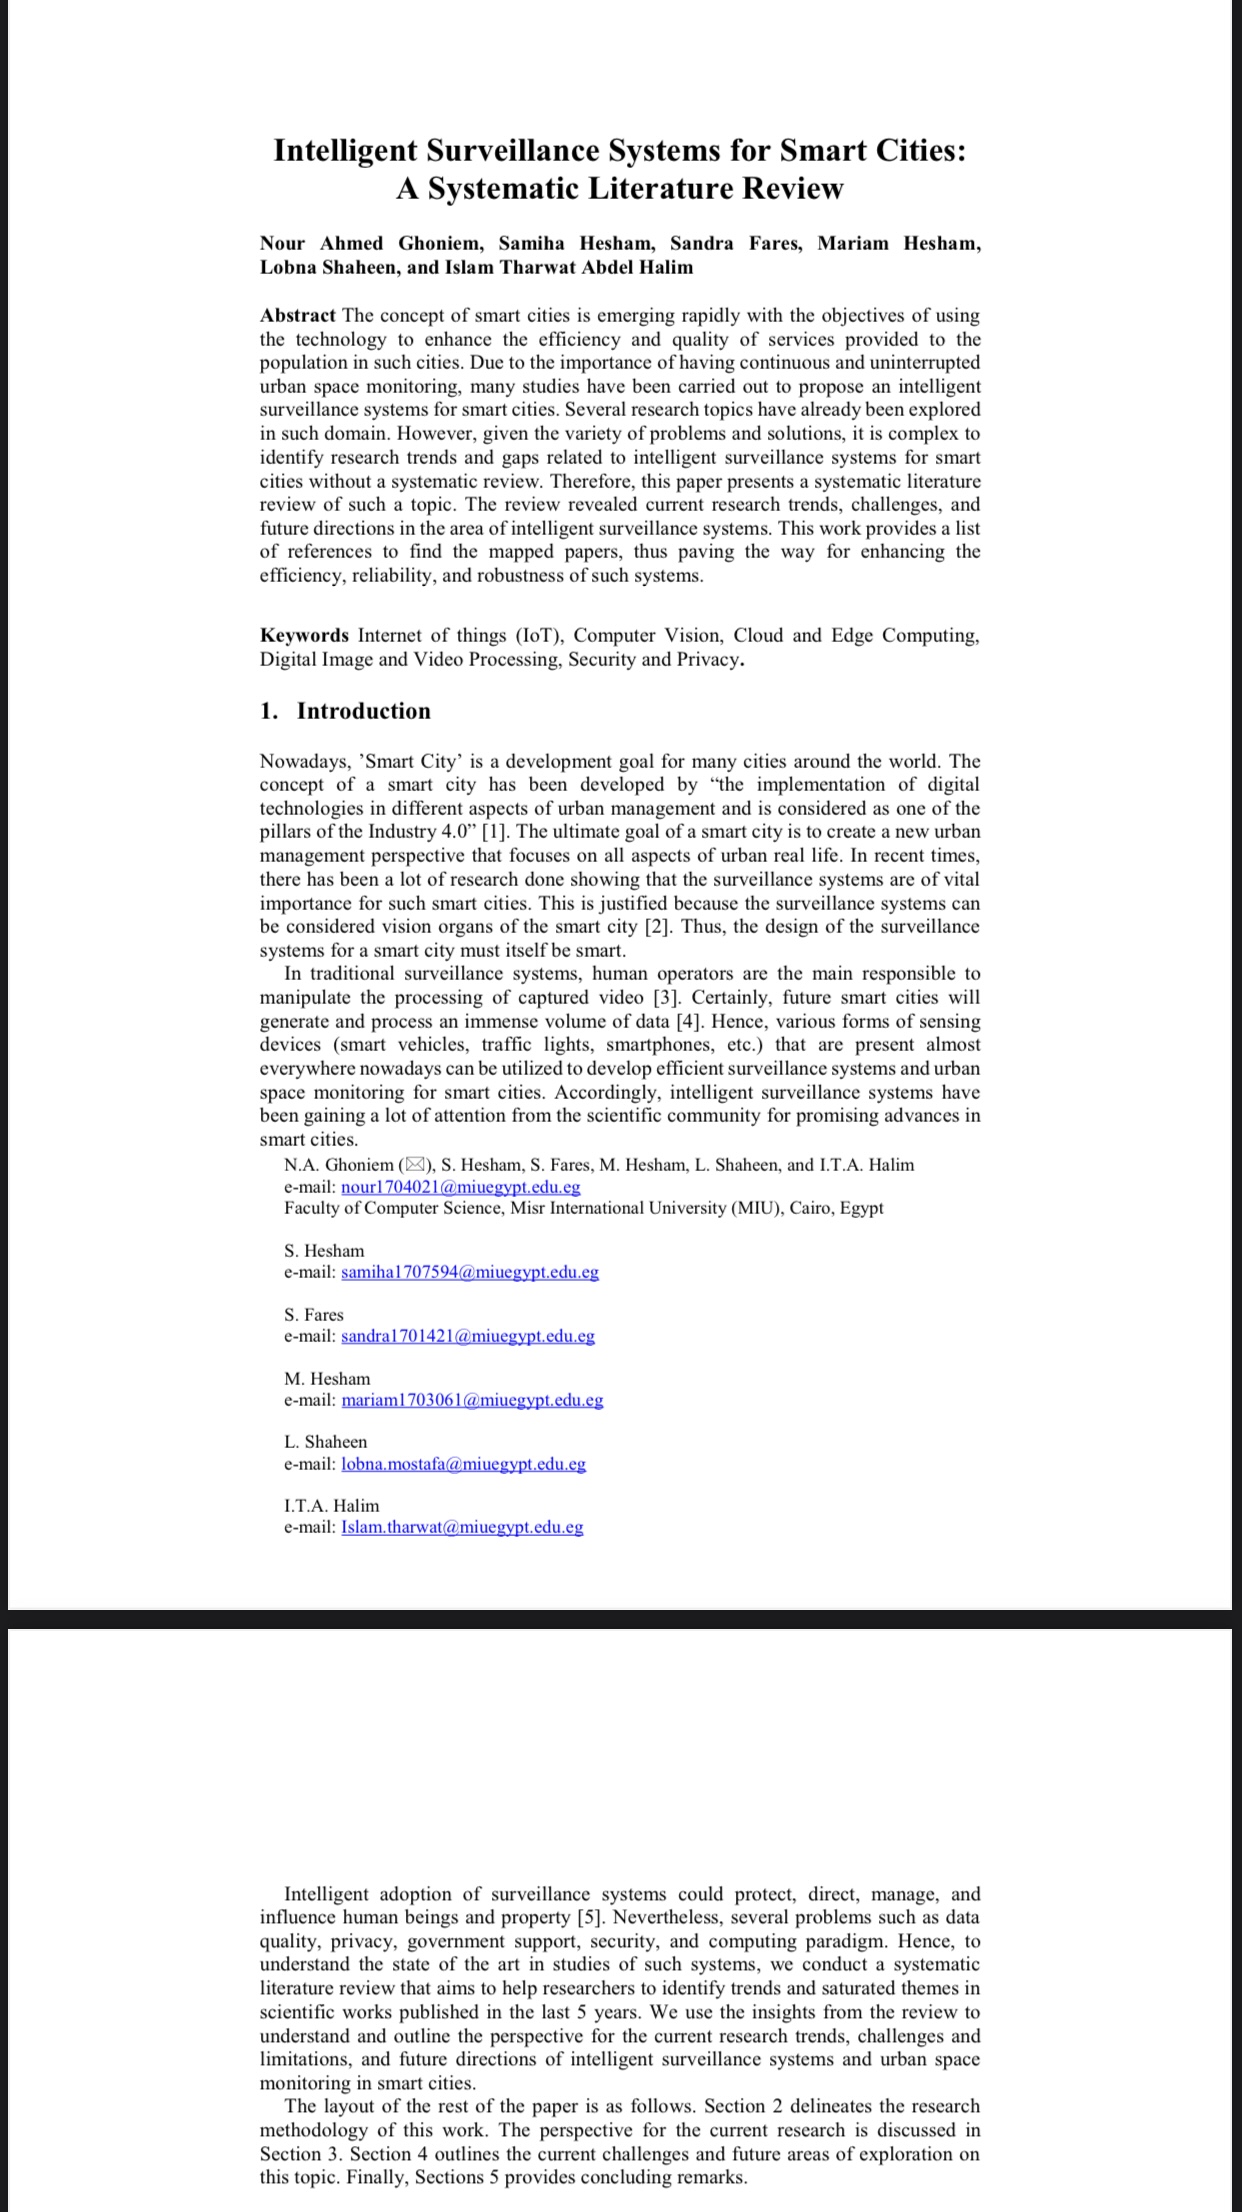 Intelligent Surveillance Systems for Smart Cities:
A Systematic Literature Review
Nour Ahmed Ghoniem, Samiha Hesham, Sandra Fares, Mariam Hesham,
Lobna Shaheen, and Islam Tharwat Abdel Halim
Abstract The concept of smart cities is emerging rapidly with the objectives of using
the technology to enhance the efficiency and quality of services provided to the
population in such cities. Due to the importance of having continuous and uninterrupted
urban space monitoring, many studies have been carried out to propose an intelligent
surveillance systems for smart cities. Several research topics have already been explored
in such domain. However, given the variety of problems and solutions, it is complex to
identify research trends and gaps related to intelligent surveillance systems for smart
cities without a systematic review. Therefore, this paper presents a systematic literature
review of such a topic. The review revealed current research trends, challenges, and
future directions in the area of intelligent surveillance systems. This work provides a list
of references to find the mapped papers, thus paving the way for enhancing the
efficiency, reliability, and robustness of such systems.
Keywords Internet of things (IoT), Computer Vision, Cloud and Edge Computing,
Digital Image and Video Processing, Security and Privacy.
1. Introduction
Nowadays, ’Smart City’ is a development goal for many cities around the world. The
concept of a smart city has been developed by “the implementation of digital
technologies in different aspects of urban management and is considered as one of the
pillars of the Industry 4.0” [1]. The ultimate goal of a smart city is to create a new urban
management perspective that focuses on all aspects of urban real life. In recent times,
there has been a lot of research done showing that the surveillance systems are of vital
importance for such smart cities. This is justified because the surveillance systems can
be considered vision organs of the smart city [2]. Thus, the design of the surveillance
systems for a smart city must itself be smart.
In traditional surveillance systems, human operators are the main responsible to
manipulate the processing of captured video [3]. Certainly, future smart cities will
generate and process an immense volume of data [4]. Hence, various forms of sensing
devices (smart vehicles, traffic lights, smartphones, etc.) that are present almost
everywhere nowadays can be utilized to develop efficient surveillance systems and urban
space monitoring for smart cities. Accordingly, intelligent surveillance systems have
been gaining a lot of attention from the scientific community for promising advances in
smart cities.
N.A. Ghoniem (✉), S. Hesham, S. Fares, M. Hesham, L. Shaheen, and I.T.A. Halim
e-mail: nour1704021@miuegypt.edu.eg
Faculty of Computer Science, Misr International University (MIU), Cairo, Egypt
S. Hesham
e-mail: samiha1707594@miuegypt.edu.eg
S. Fares
e-mail: sandra1701421@miuegypt.edu.eg
M. Hesham
e-mail: mariam1703061@miuegypt.edu.eg
L. Shaheen
e-mail: lobna.mostafa@miuegypt.edu.eg
I.T.A. Halim
e-mail: Islam.tharwat@miuegypt.edu.eg
Intelligent adoption of surveillance systems could protect, direct, manage, and
influence human beings and property [5]. Nevertheless, several problems such as data
quality, privacy, government support, security, and computing paradigm. Hence, to
understand the state of the art in studies of such systems, we conduct a systematic
literature review that aims to help researchers to identify trends and saturated themes in
scientific works published in the last 5 years. We use the insights from the review to
understand and outline the perspective for the current research trends, challenges and
limitations, and future directions of intelligent surveillance systems and urban space
monitoring in smart cities.
The layout of the rest of the paper is as follows. Section 2 delineates the research
methodology of this work. The perspective for the current research is discussed in
Section 3. Section 4 outlines the current challenges and future areas of exploration on
this topic. Finally, Sections 5 provides concluding remarks.